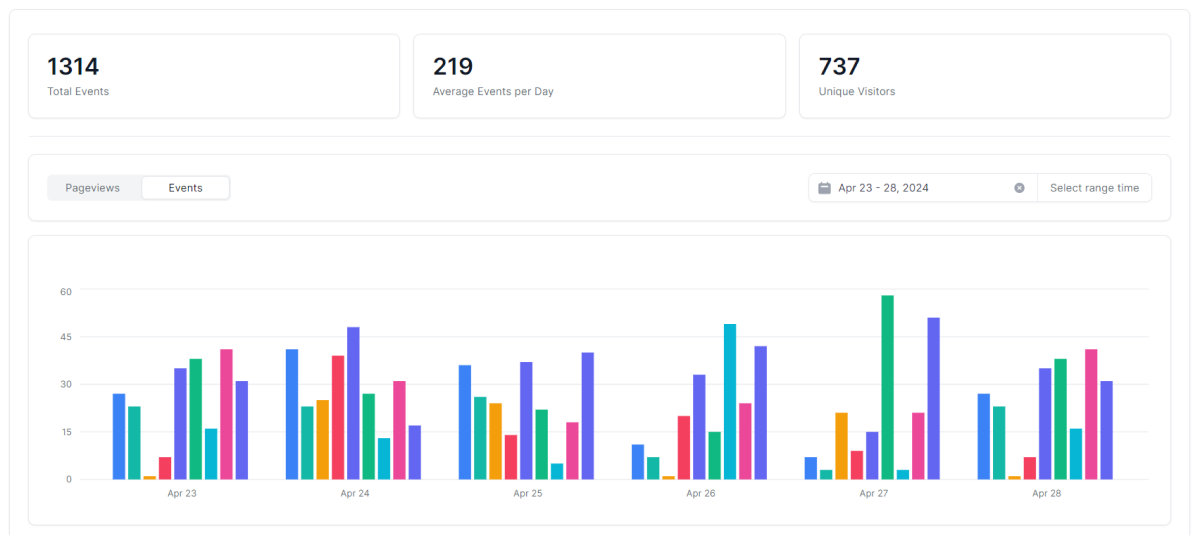 1314
Total Events
219
Average Events per Day
737
Unique Visitors
Pageviews
Events
Apr 23 - 28, 2024
Select range time
60
45
30
15
0
Apr 23
Apr 24
Apr 25
Apr 26
Apr 27
Apr 28